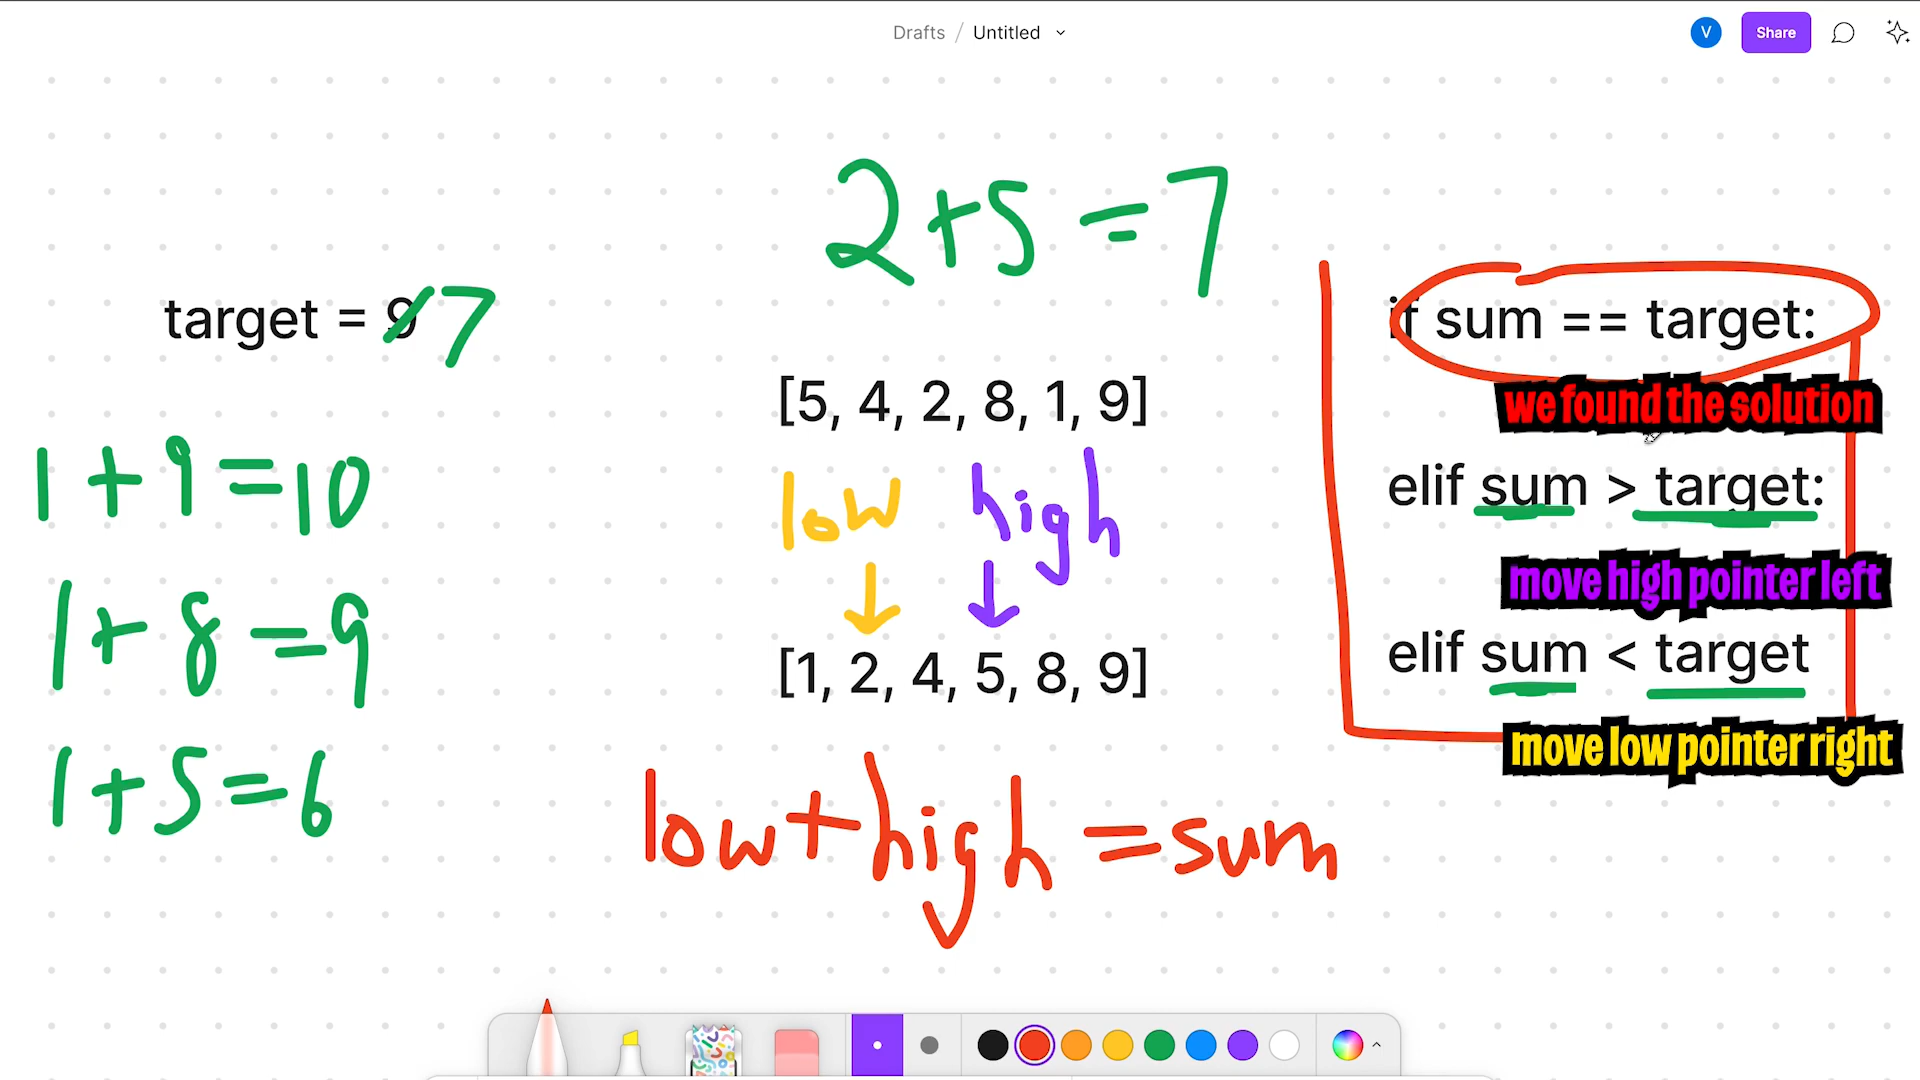 Drafts / Untitled
V
Share
2+5=7
target = 9 7
if sum == target:
we found the solution
[5, 4, 2, 8, 1, 9]
1+9=10
low high
elif sum > target:
move high pointer left
1+8=9
[1, 2, 4, 5, 8, 9]
elif sum < target
move low pointer right
1+5=6
low+high=sum